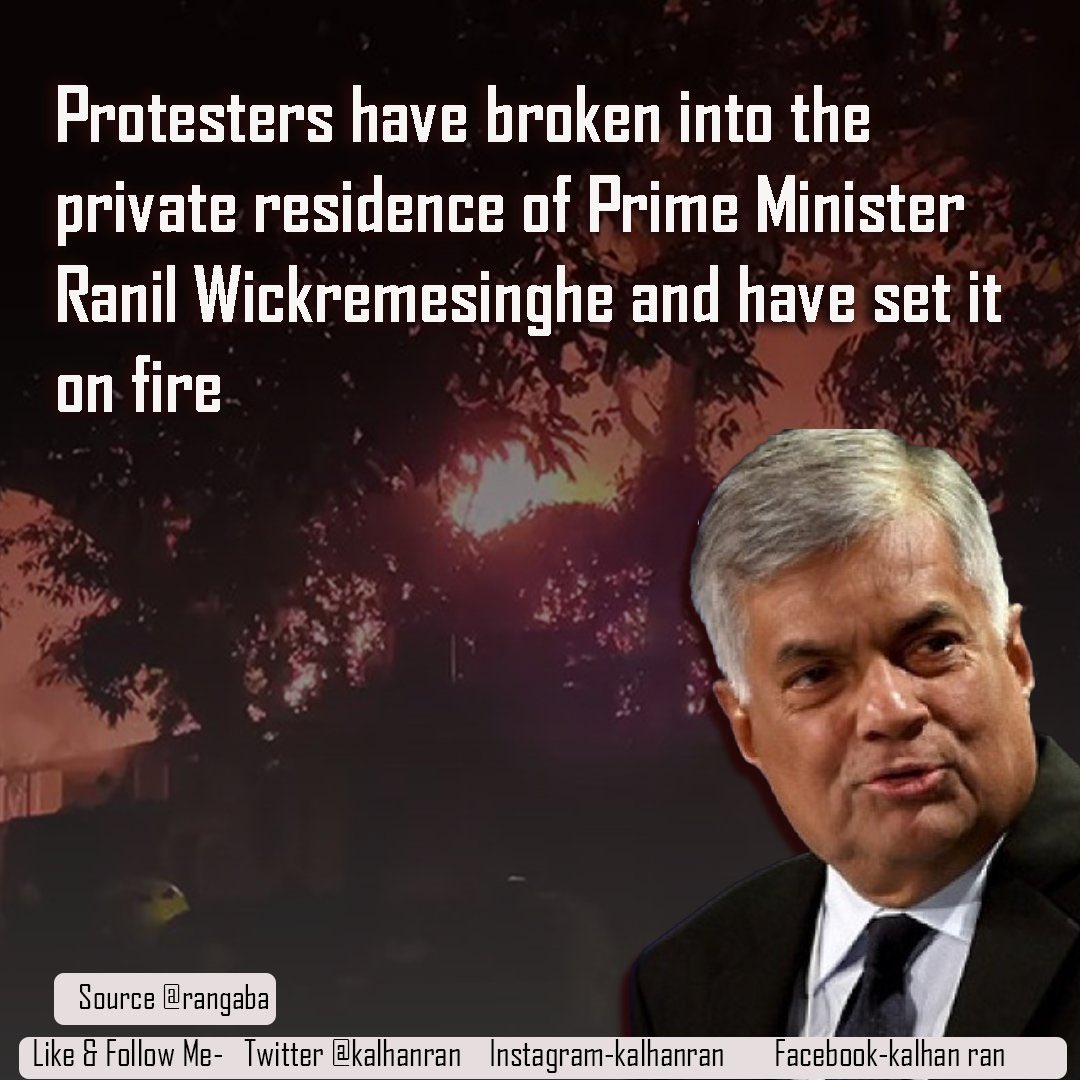 Protesters have broken into the
private residence of Prime Minister
Ranil Wickremesinghe and have set it
on fire
Source @rangaba
Like & Follow Me- Twitter @kalhanran Instagram-kalhanran Facebook-kalhan ran